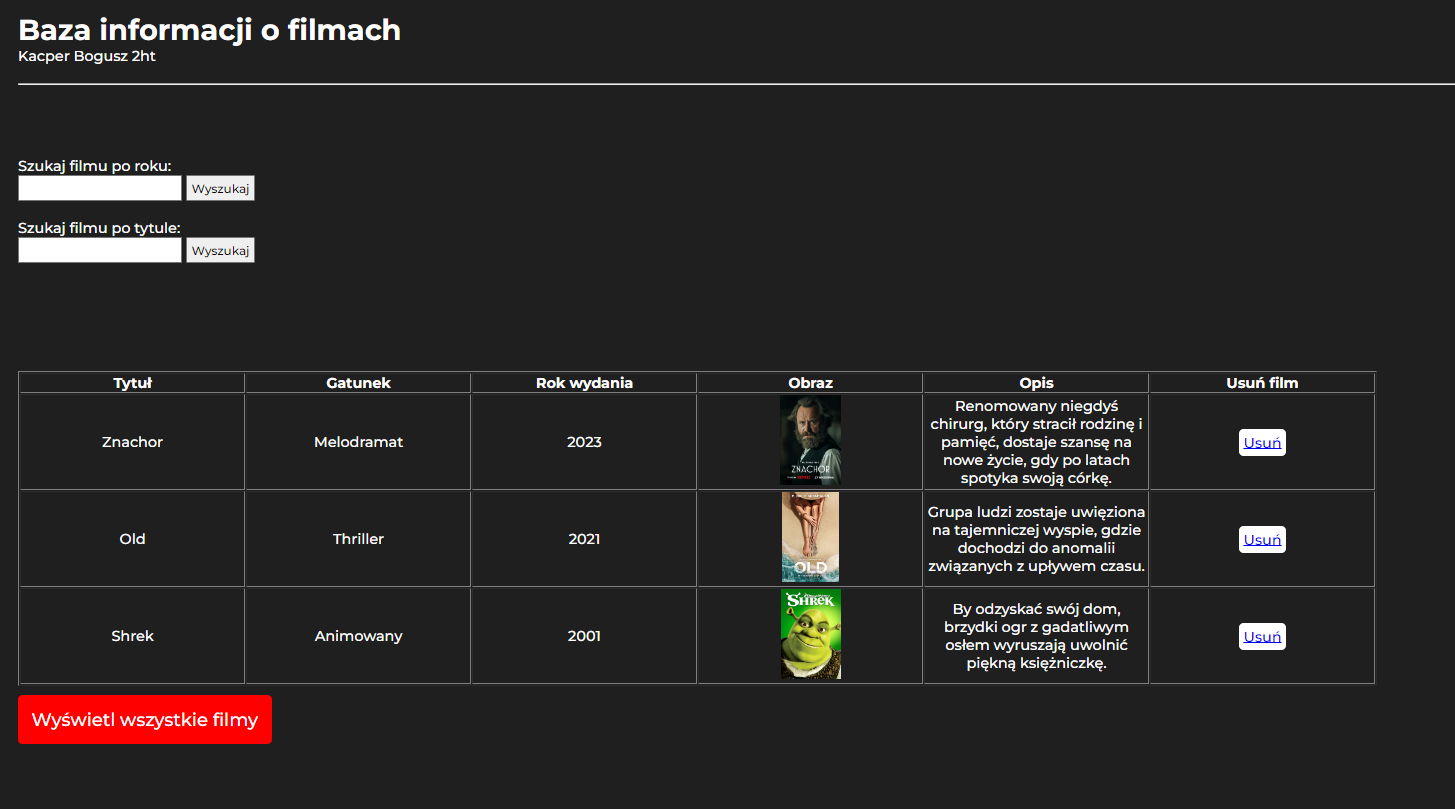 Baza informacji o filmach
Kacper Bogusz 2ht
Szukaj filmu po roku:
Wyszukaj
Szukaj filmu po tytule:
Wyszukaj
Tytuł Gatunek Rok wydania Obraz Opis Usuń film
Renomowany niegdyś
chirurg, który stracił rodzinę i
Znachor Melodramat 2023 pamięć, dostaje szansę na Usuń
nowe życie, gdy po latach
spotyka swoją córkę.
ZNACHOR
Grupa ludzi zostaje uwięziona
na tajemniczej wyspie, gdzie
Old Thriller 2021 dochodzi do anomalii Usuń
związanych z upływem czasu.
OLD
SHREK
By odzyskać swój dom,
brzydki ogr z gadatliwym
Shrek Animowany 2001 osłem wyruszają uwolnić Usuń
piękną księżniczkę.
Wyświetl wszystkie filmy